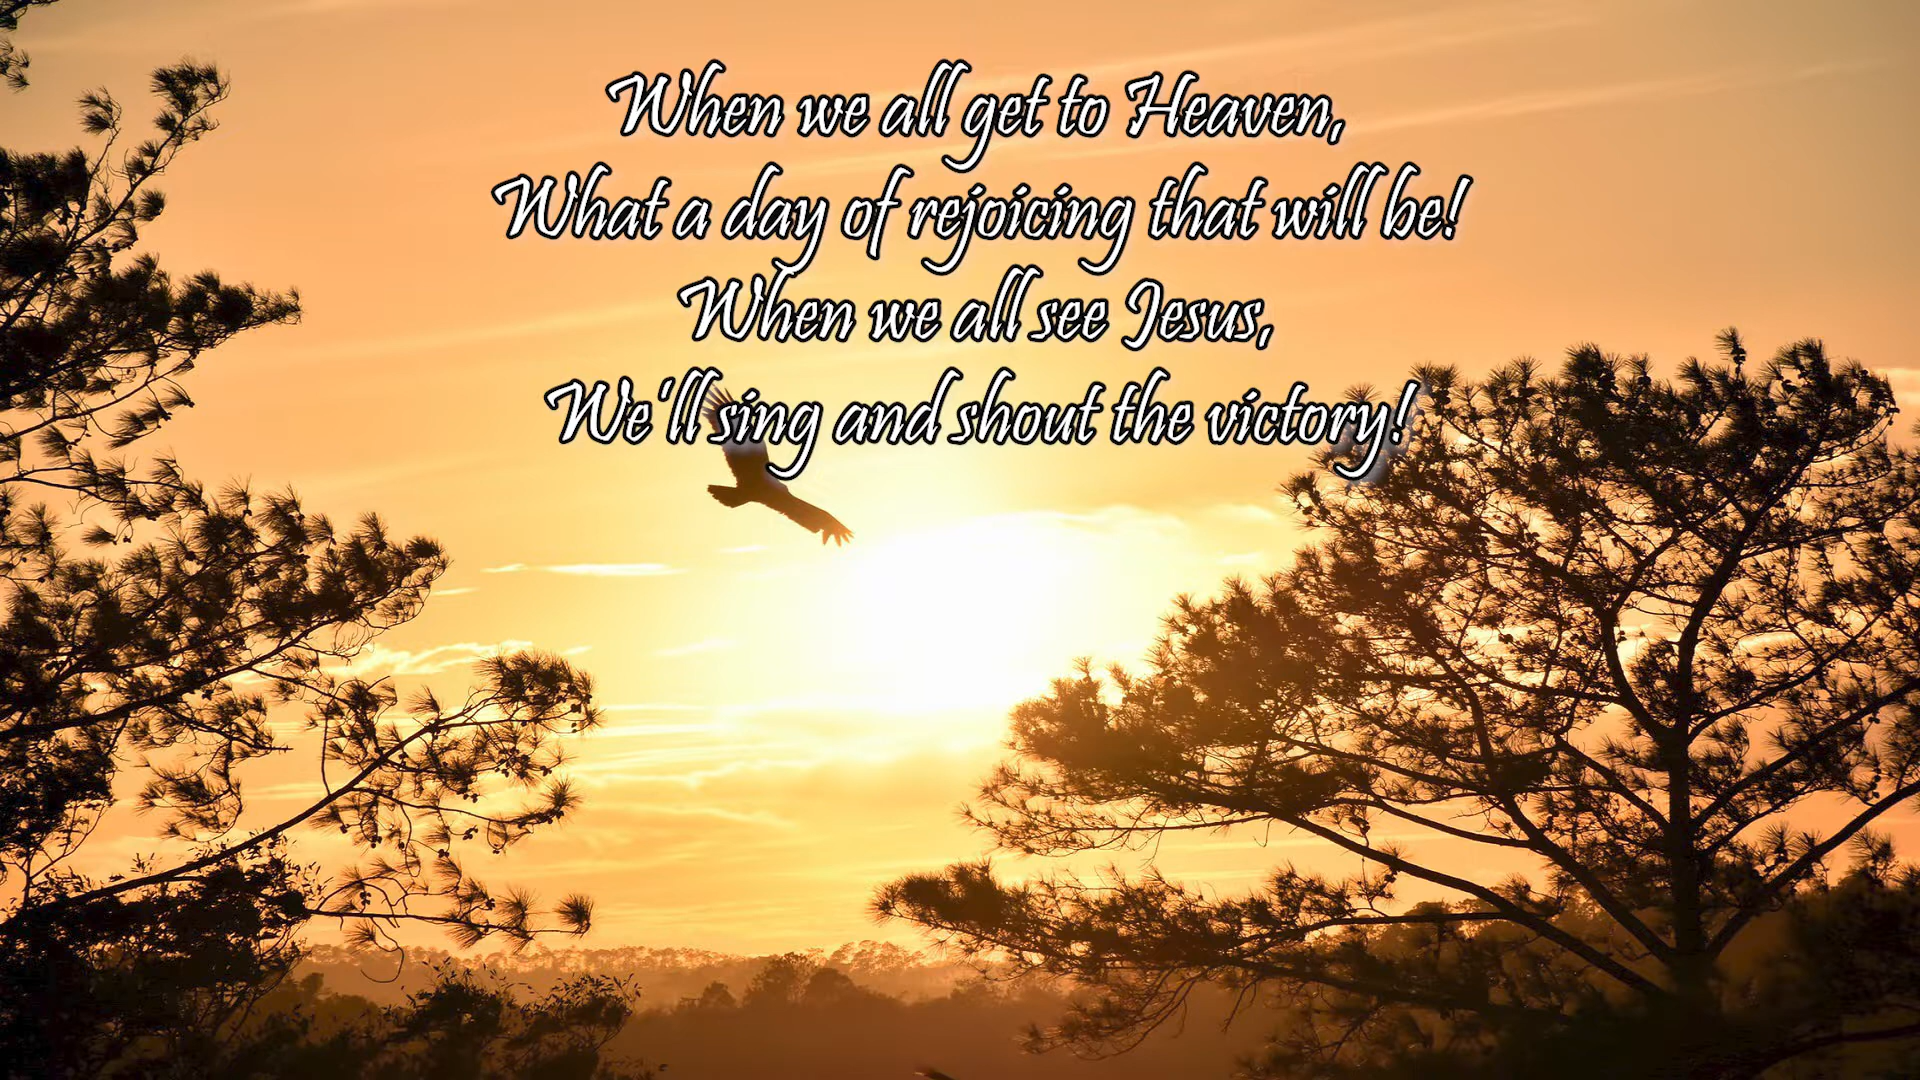 When we all get to Heaven,
What a day of rejoicing that will be!
When we all see Jesus,
We'll sing and shout the victory!